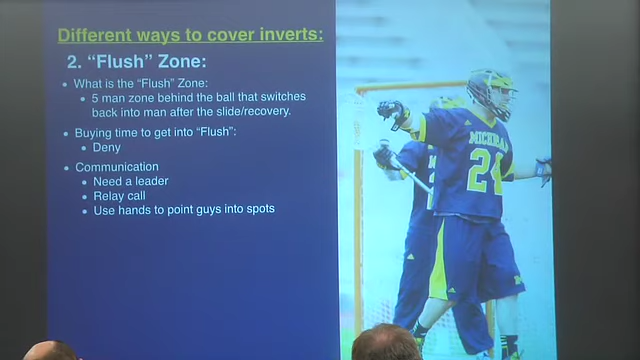 Different ways to cover inverts:
2. “Flush” Zone:
• What is the “Flush” Zone:
• 5 man zone behind the ball that switches
back into man after the slide/recovery.
• Buying time to get into “Flush”:
• Deny
• Communication
• Need a leader
• Relay call
• Use hands to point guys into spots
24